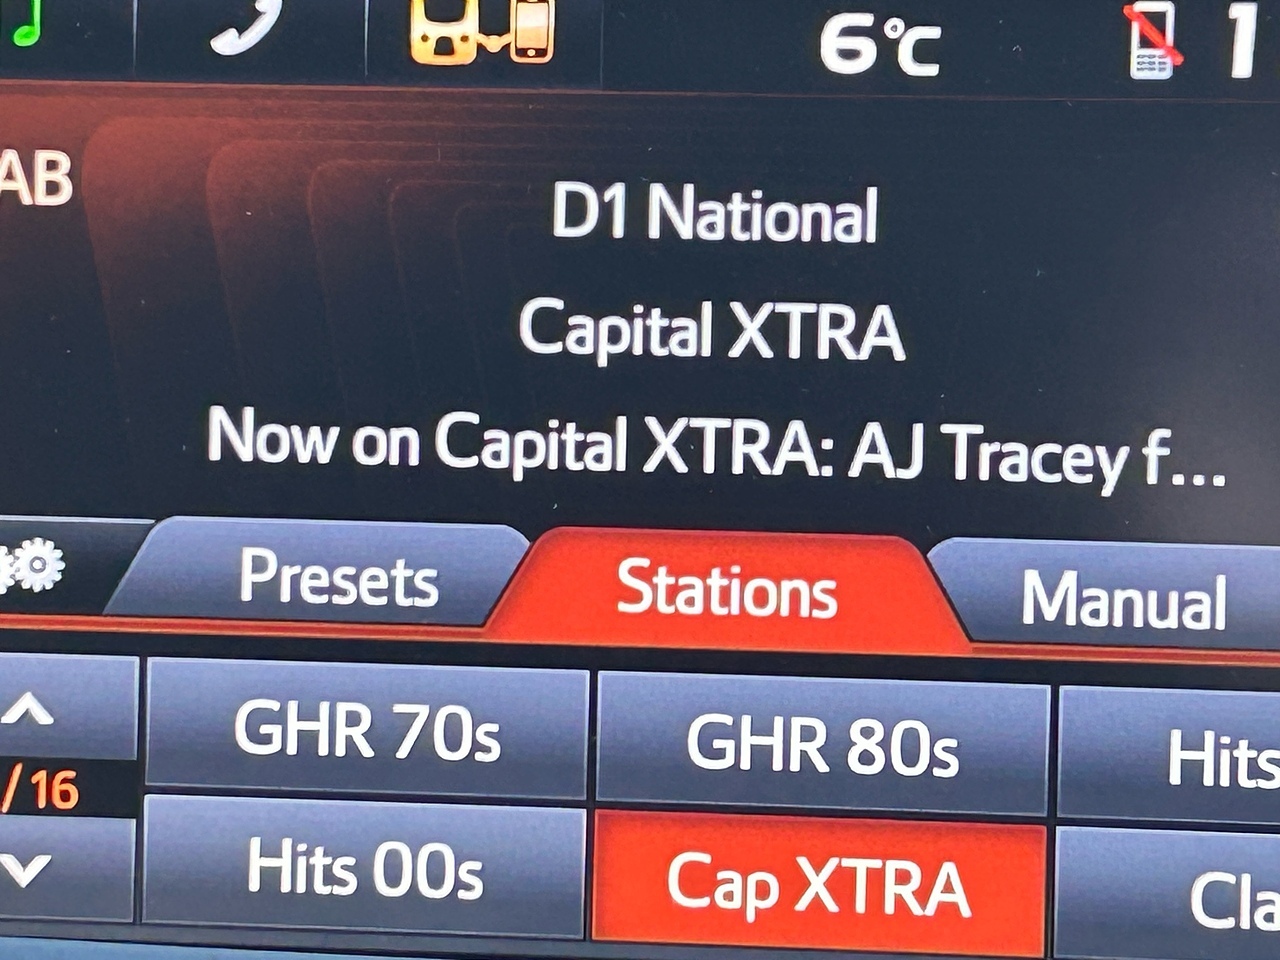 6°C
1
AB
D1 National
Capital XTRA
Now on Capital XTRA: AJ Tracey f...
Presets
Stations
Manual
GHR 70s
GHR 80s
Hits
/16
Hits 00s
Cap XTRA
Cla